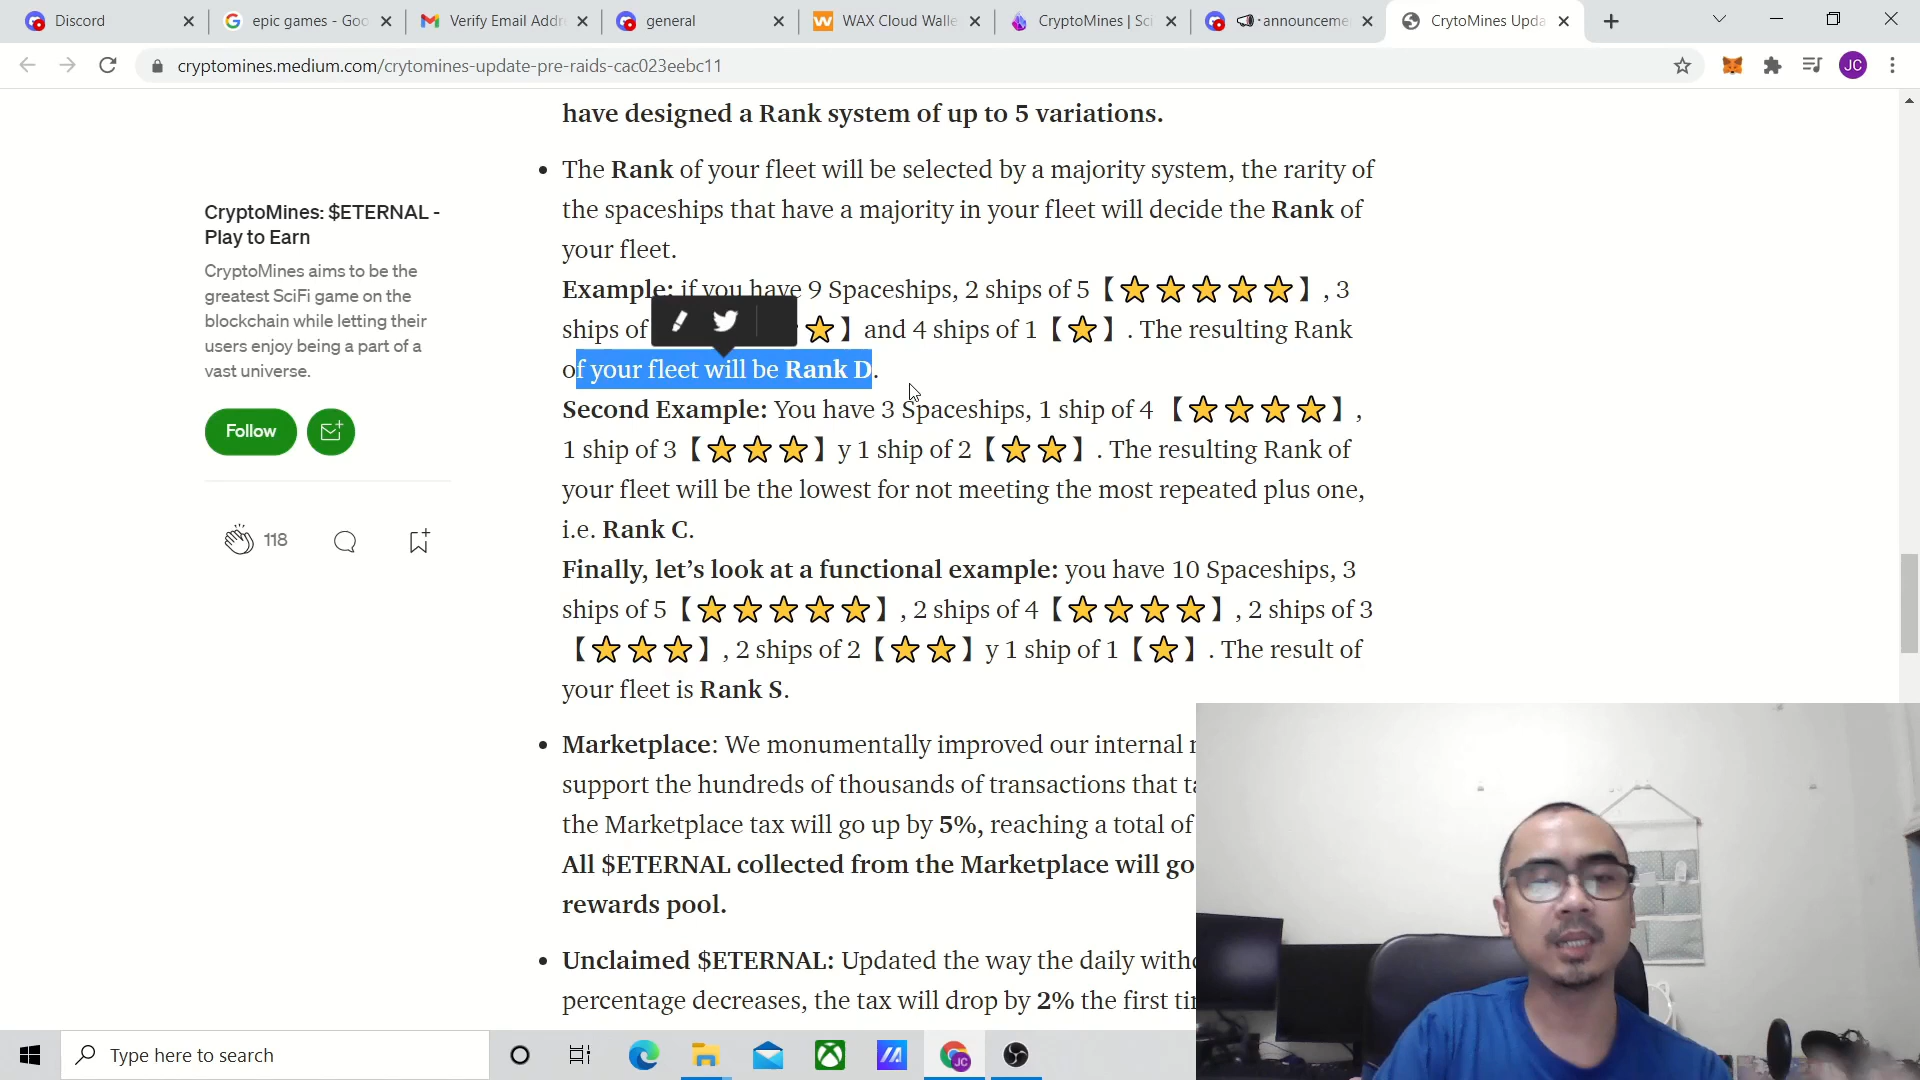 Discord
epic games - Goo
Verify Email Addre
general
WAX Cloud Walle
CryptoMines | Sci
announceme
CrytoMines Upda
cryptomines.medium.com/crytomines-update-pre-raids-cac023eebc11
JC
have designed a Rank system of up to 5 variations.
• The Rank of your fleet will be selected by a majority system, the rarity of
the spaceships that have a majority in your fleet will decide the Rank of
your fleet.
Example: if you have 9 Spaceships, 2 ships of 5【⭐⭐⭐⭐⭐】, 3
ships of ⭐】and 4 ships of 1【⭐】. The resulting Rank
of your fleet will be Rank D.
Second Example: You have 3 Spaceships, 1 ship of 4 【⭐⭐⭐⭐】,
1 ship of 3【⭐⭐⭐】y 1 ship of 2【⭐⭐】. The resulting Rank of
your fleet will be the lowest for not meeting the most repeated plus one,
i.e. Rank C.
Finally, let’s look at a functional example: you have 10 Spaceships, 3
ships of 5【⭐⭐⭐⭐⭐】, 2 ships of 4【⭐⭐⭐⭐】, 2 ships of 3
【⭐⭐⭐】, 2 ships of 2【⭐⭐】y 1 ship of 1【⭐】. The result of
your fleet is Rank S.
• Marketplace: We monumentally improved our internal
support the hundreds of thousands of transactions that
the Marketplace tax will go up by 5%, reaching a total of
All $ETERNAL collected from the Marketplace will go
rewards pool.
• Unclaimed $ETERNAL: Updated the way the daily
percentage decreases, the tax will drop by 2% the first
CryptoMines: $ETERNAL -
Play to Earn
CryptoMines aims to be the
greatest SciFi game on the
blockchain while letting their
users enjoy being a part of a
vast universe.
Follow
118
Type here to search
JC